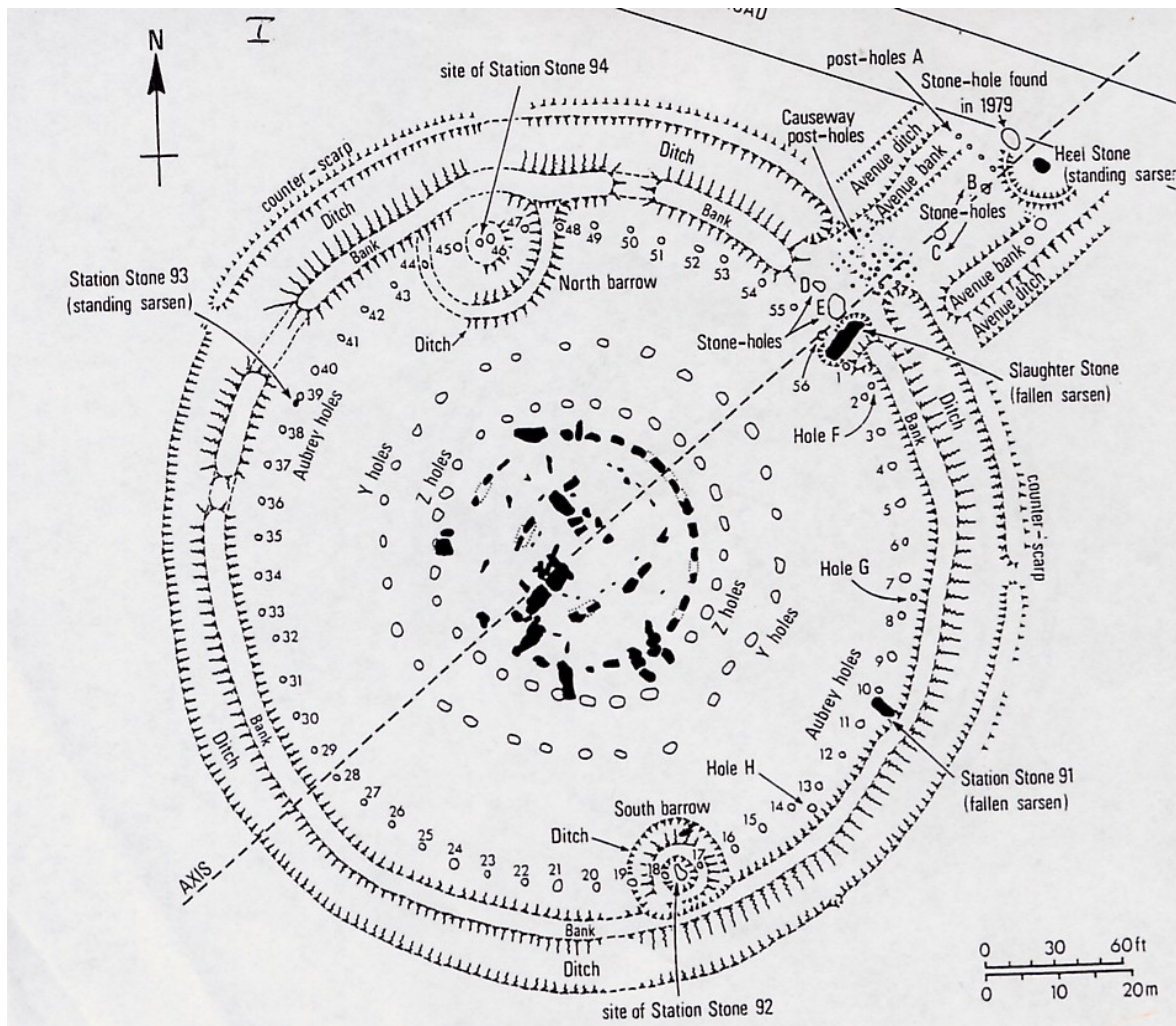 N
I
site of Station Stone 94
post-holes A
Stone-hole found
in 1979
Causeway
post-holes
Avenue ditch
Avenue bank
Heel Stone
(standing sarsen
B
Stone-holes
C
Avenue bank
Avenue ditch
counter-scarp
Ditch
Bank
Ditch
Bank
Station Stone 93
(standing sarsen)
North barrow
Ditch
D
E
Stone-holes
Slaughter Stone
(fallen sarsen)
Hole F
Bank
Ditch
counter-scarp
Aubrey holes
Y holes
Z holes
Hole G
Z holes
Y holes
Aubrey holes
Station Stone 91
(fallen sarsen)
Hole H
South barrow
Ditch
Bank
Ditch
AXIS
Bank
Ditch
site of Station Stone 92
1
2
3
4
5
6
7
8
9
10
11
12
13
14
15
16
17
18
19
20
21
22
23
24
25
26
27
28
29
30
31
32
33
34
35
36
37
38
39
40
41
42
43
44
45
46
47
48
49
50
51
52
53
54
55
56
0 30 60 ft
0 10 20 m